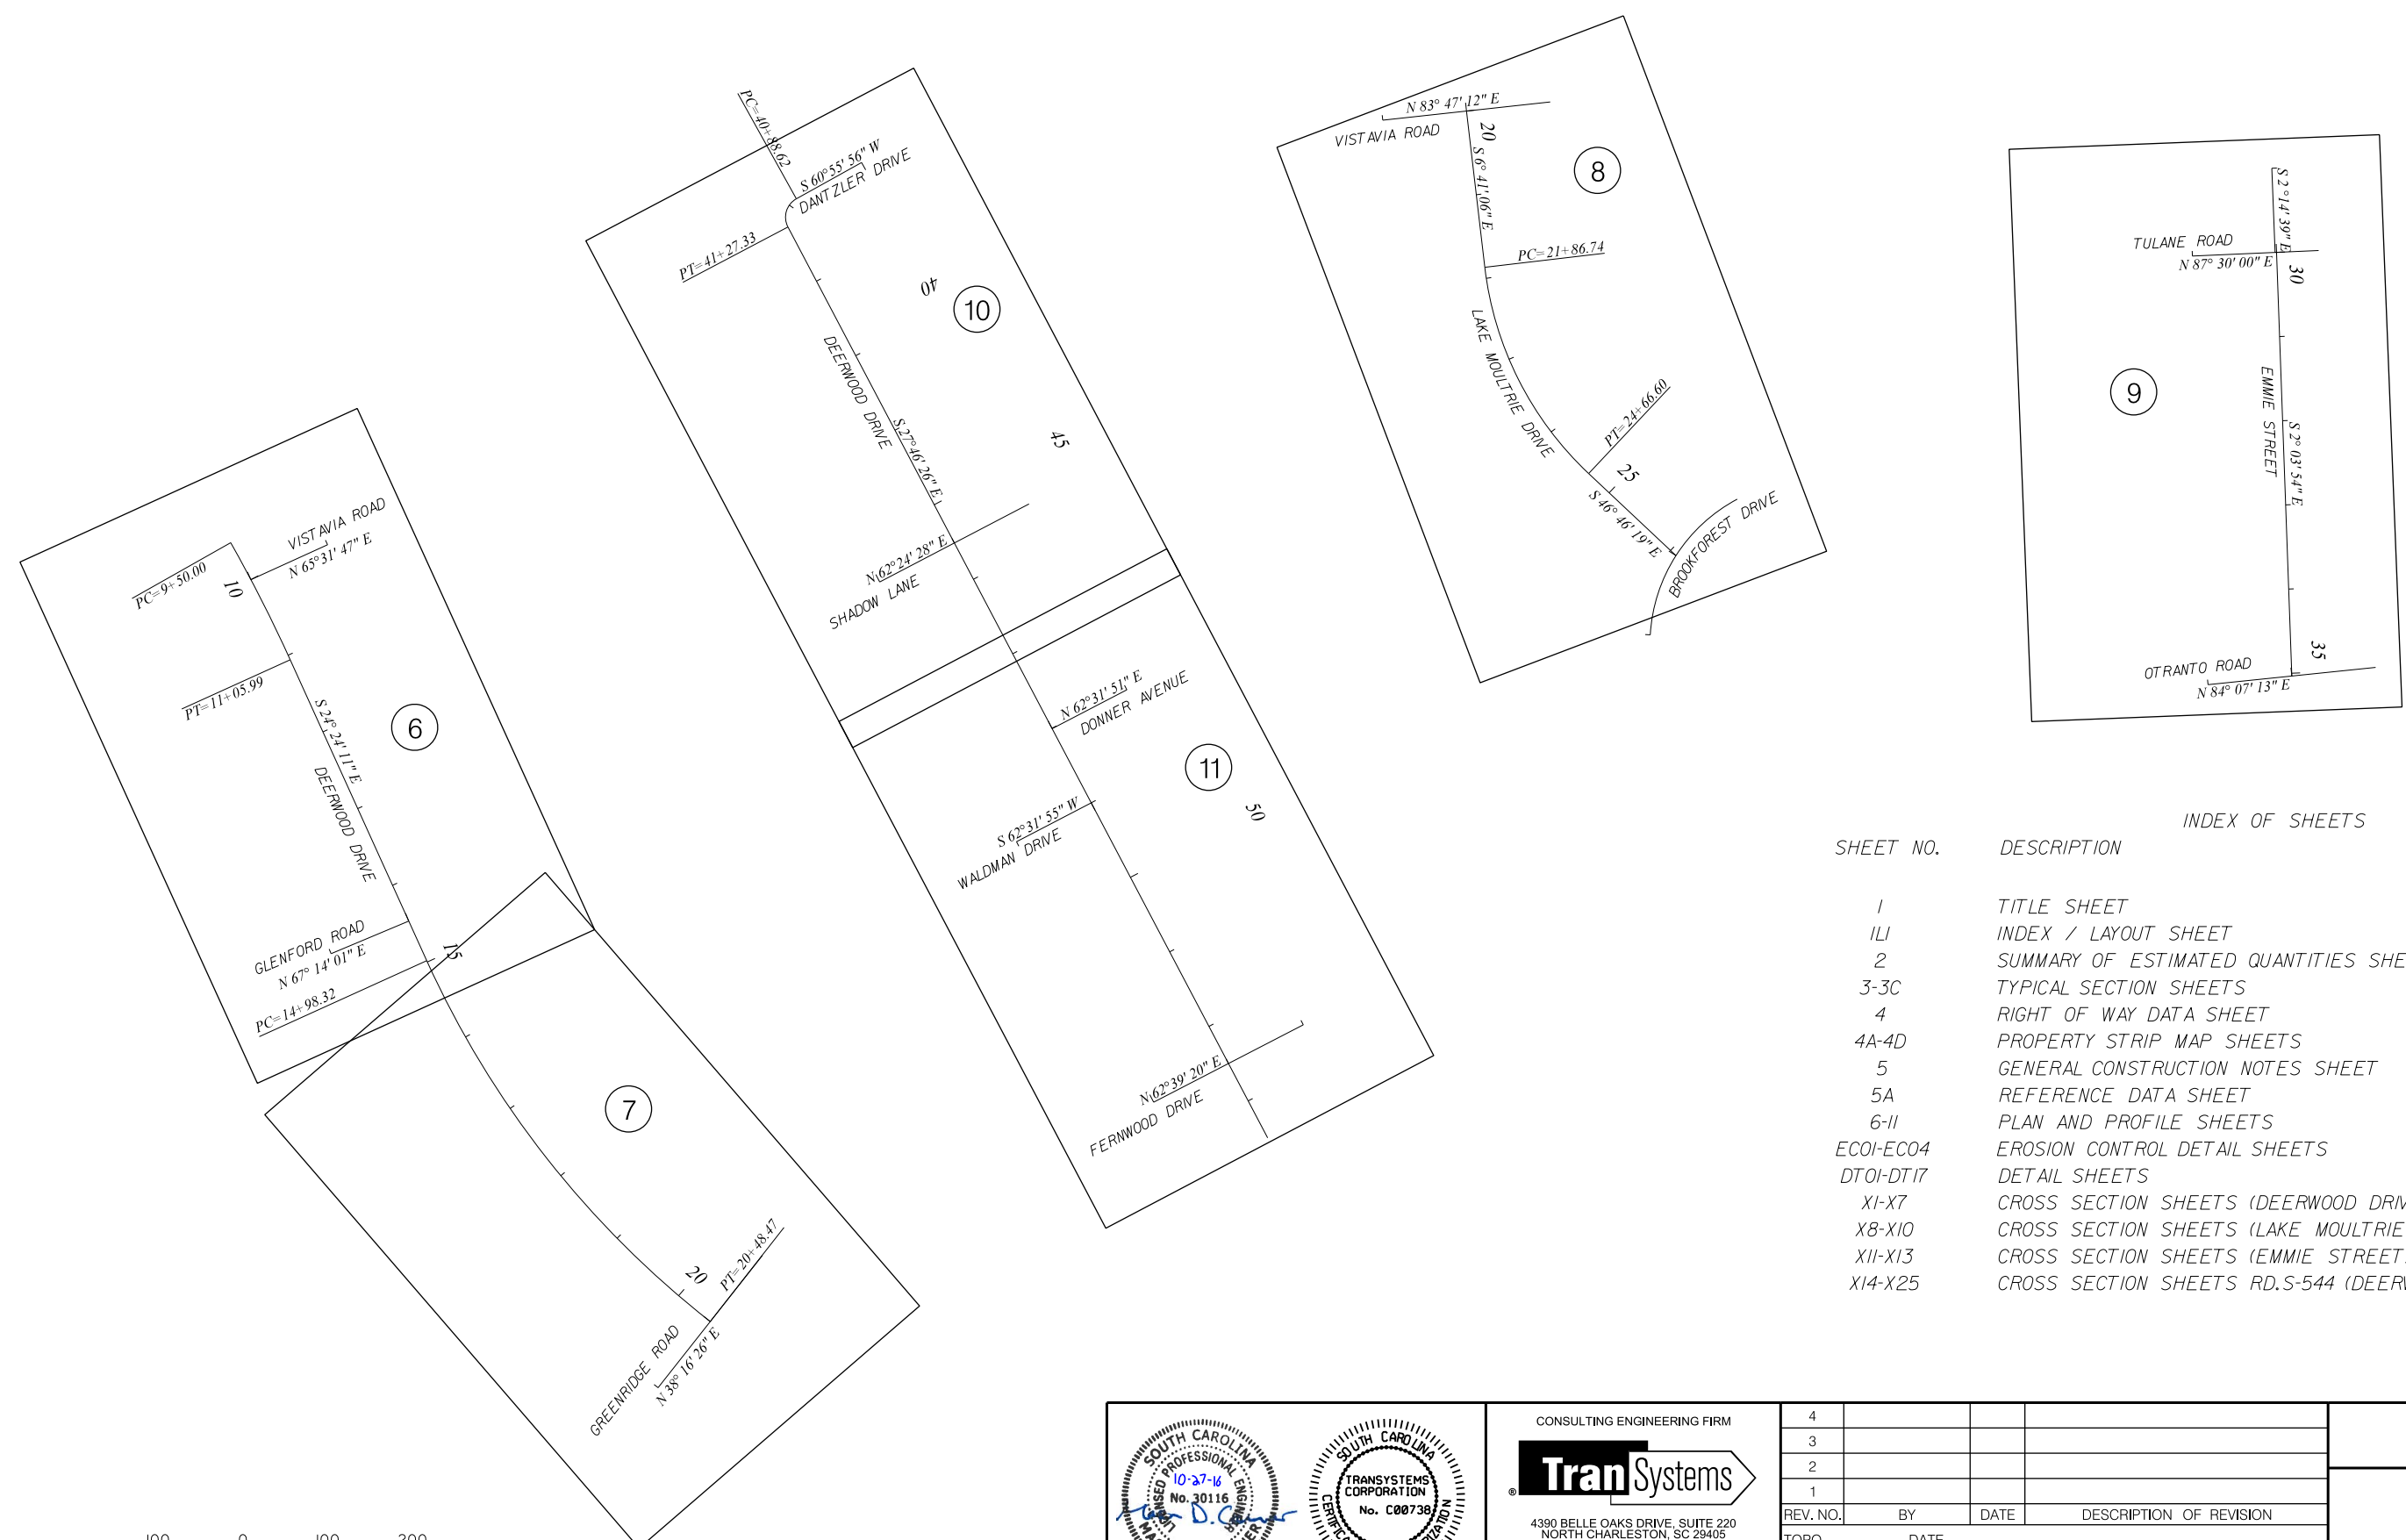 PC=9+50.00
10
VISTAVIA ROAD
N 65°31' 47" E
PT=11+05.99
S 24° 24' 11" E
DEERWOOD DRIVE
6
GLENFORD ROAD
N 67° 14' 01" E
PC=14+98.32
15
7
20
PT=20+48.47
GREENRIDGE ROAD
N 38° 16' 26" E
100 0 100 200
PC=40+88.62
S 60°55' 56" W
DANTZLER DRIVE
PT=41+27.33
40
10
DEERWOOD DRIVE
45
S 27°46' 26" E
N 62°24' 28" E
SHADOW LANE
N 62°31' 51" E
DONNER AVENUE
11
S 62°31' 55" W
WALDMAN DRIVE
50
N 62°39' 20" E
FERNWOOD DRIVE
N 83° 47' 12" E
VISTAVIA ROAD
20
S 6° 41' 06" E
8
PC=21+86.74
LAKE MOULTRIE DRIVE
PT=24+66.60
25
S 46° 46' 19" E
BROOKFOREST DRIVE
S 2°14' 39" E
TULANE ROAD
N 87° 30' 00" E
30
9
EMMIE STREET
S 2° 03' 54" E
35
OTRANTO ROAD
N 84° 07' 13" E
INDEX OF SHEETS
SHEET NO. DESCRIPTION
1 TITLE SHEET
1L1 INDEX / LAYOUT SHEET
2 SUMMARY OF ESTIMATED QUANTITIES SHE
3-3C TYPICAL SECTION SHEETS
4 RIGHT OF WAY DATA SHEET
4A-4D PROPERTY STRIP MAP SHEETS
5 GENERAL CONSTRUCTION NOTES SHEET
5A REFERENCE DATA SHEET
6-11 PLAN AND PROFILE SHEETS
EC01-EC04 EROSION CONTROL DETAIL SHEETS
DT01-DT17 DETAIL SHEETS
X1-X7 CROSS SECTION SHEETS (DEERWOOD DRIV
X8-X10 CROSS SECTION SHEETS (LAKE MOULTRIE
X11-X13 CROSS SECTION SHEETS (EMMIE STREET
X14-X25 CROSS SECTION SHEETS RD.S-544 (DEERW
SOUTH CAROLINA
PROFESSIONAL ENGINEER
10-27-16
No. 30116
SOUTH CAROLINA
TRANSYSTEMS
CORPORATION
No. C00738
CONSULTING ENGINEERING FIRM
TranSystems
®
4390 BELLE OAKS DRIVE, SUITE 220
NORTH CHARLESTON, SC 29405
4
3
2
1
REV. NO. BY DATE DESCRIPTION OF REVISION